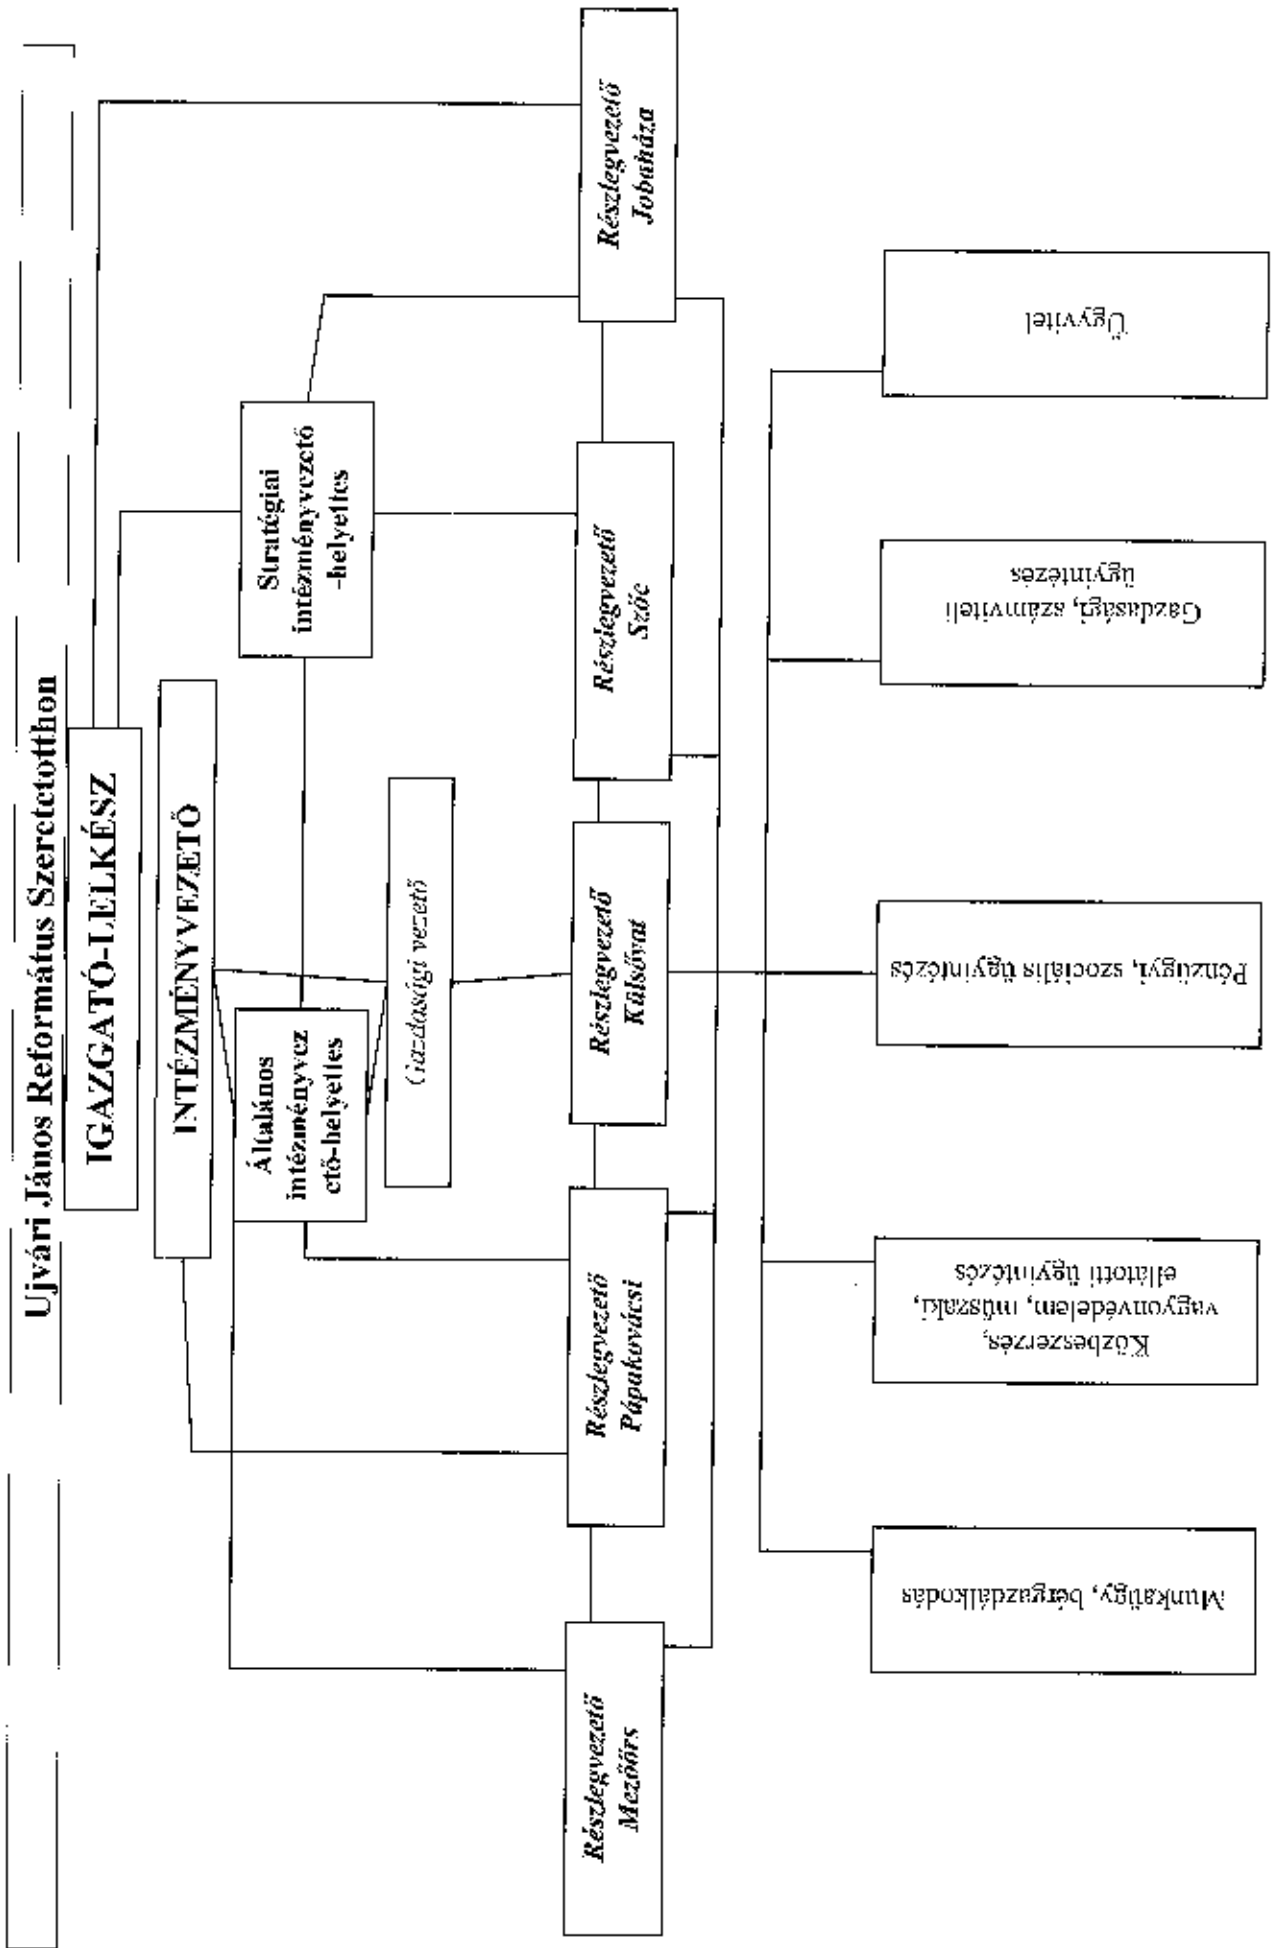 Ujvári János Református Szeretetotthon
IGAZGATÓ-LELKÉSZ
INTÉZMÉNYVEZETŐ
Általános
intézményvez
ető-helyettes
Stratégiai
intézményvezető
-helyettes
Gazdasági vezető
Részlegvezető
Mezőörs
Részlegvezető
Pápakovácsi
Részlegvezető
Külsővat
Részlegvezető
Szőc
Részlegvezető
Jobaháza
Munkaügy, bérgazdálkodás
Közbeszerzés,
vagyonvédelem, műszaki,
ellátotti ügyintézés
Pénzügyi, szociális ügyintézés
Gazdasági, számviteli
ügyintézés
Ügyvitel